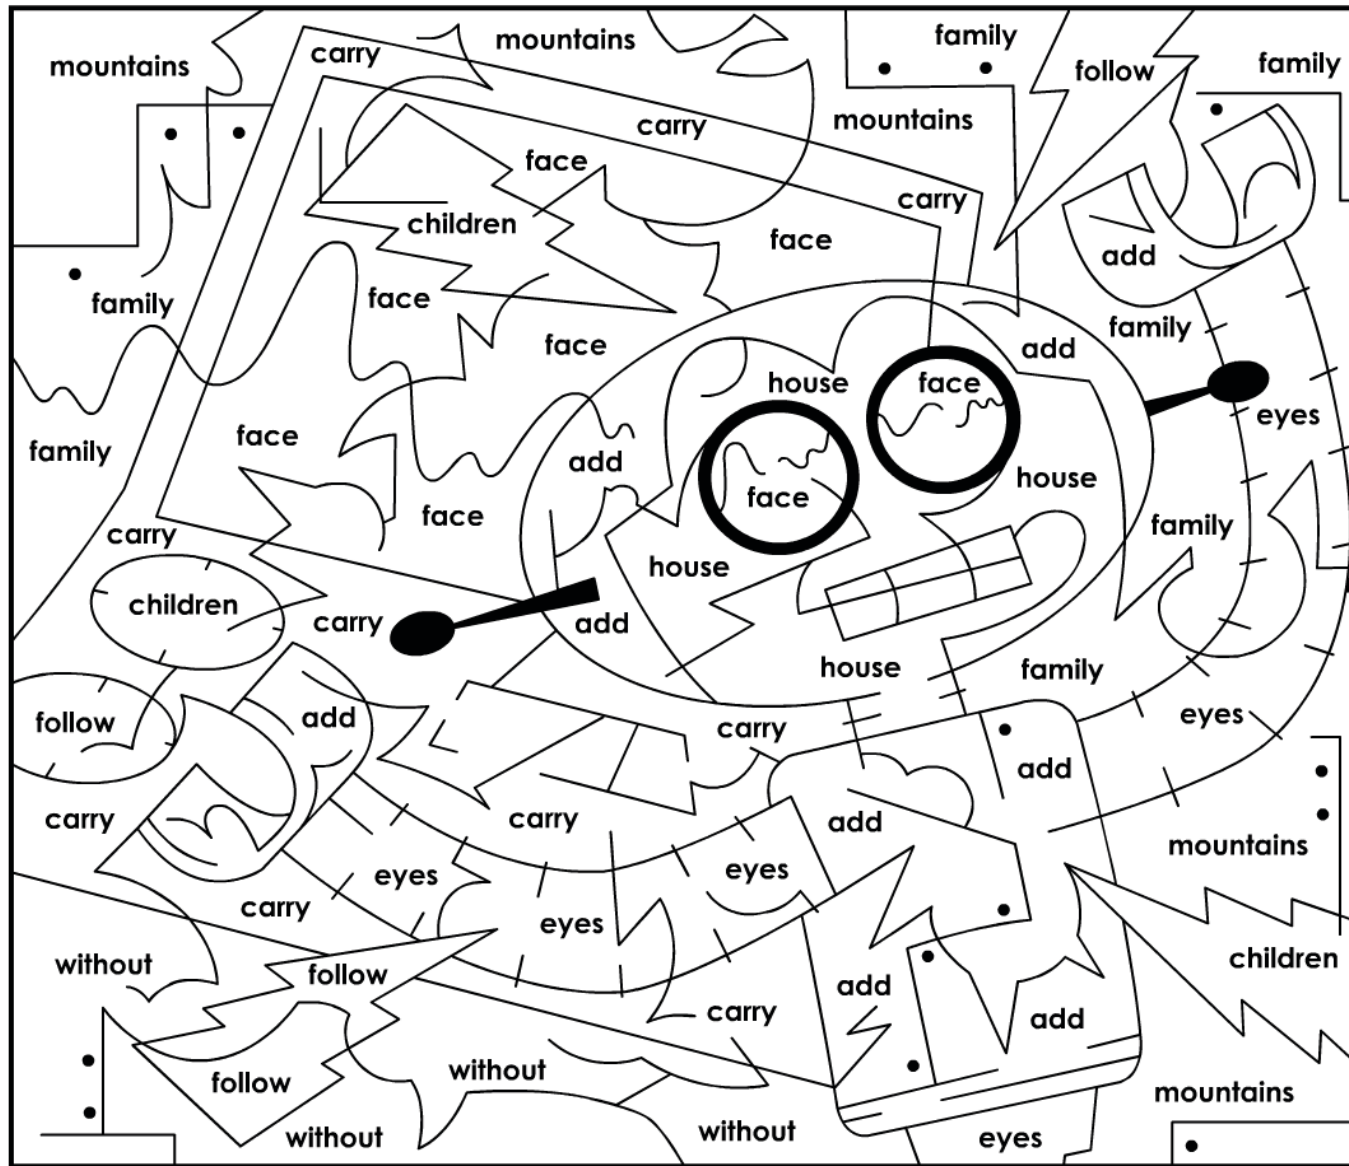 mountains
carry
mountains
family
follow
family
carry
mountains
face
carry
children
face
add
face
family
face
family
add
house
face
eyes
face
family
add
house
face
face
family
carry
house
children
carry
add
house
family
follow
add
carry
eyes
add
carry
carry
add
mountains
eyes
eyes
carry
eyes
without
follow
children
add
carry
add
without
follow
mountains
without
without
eyes